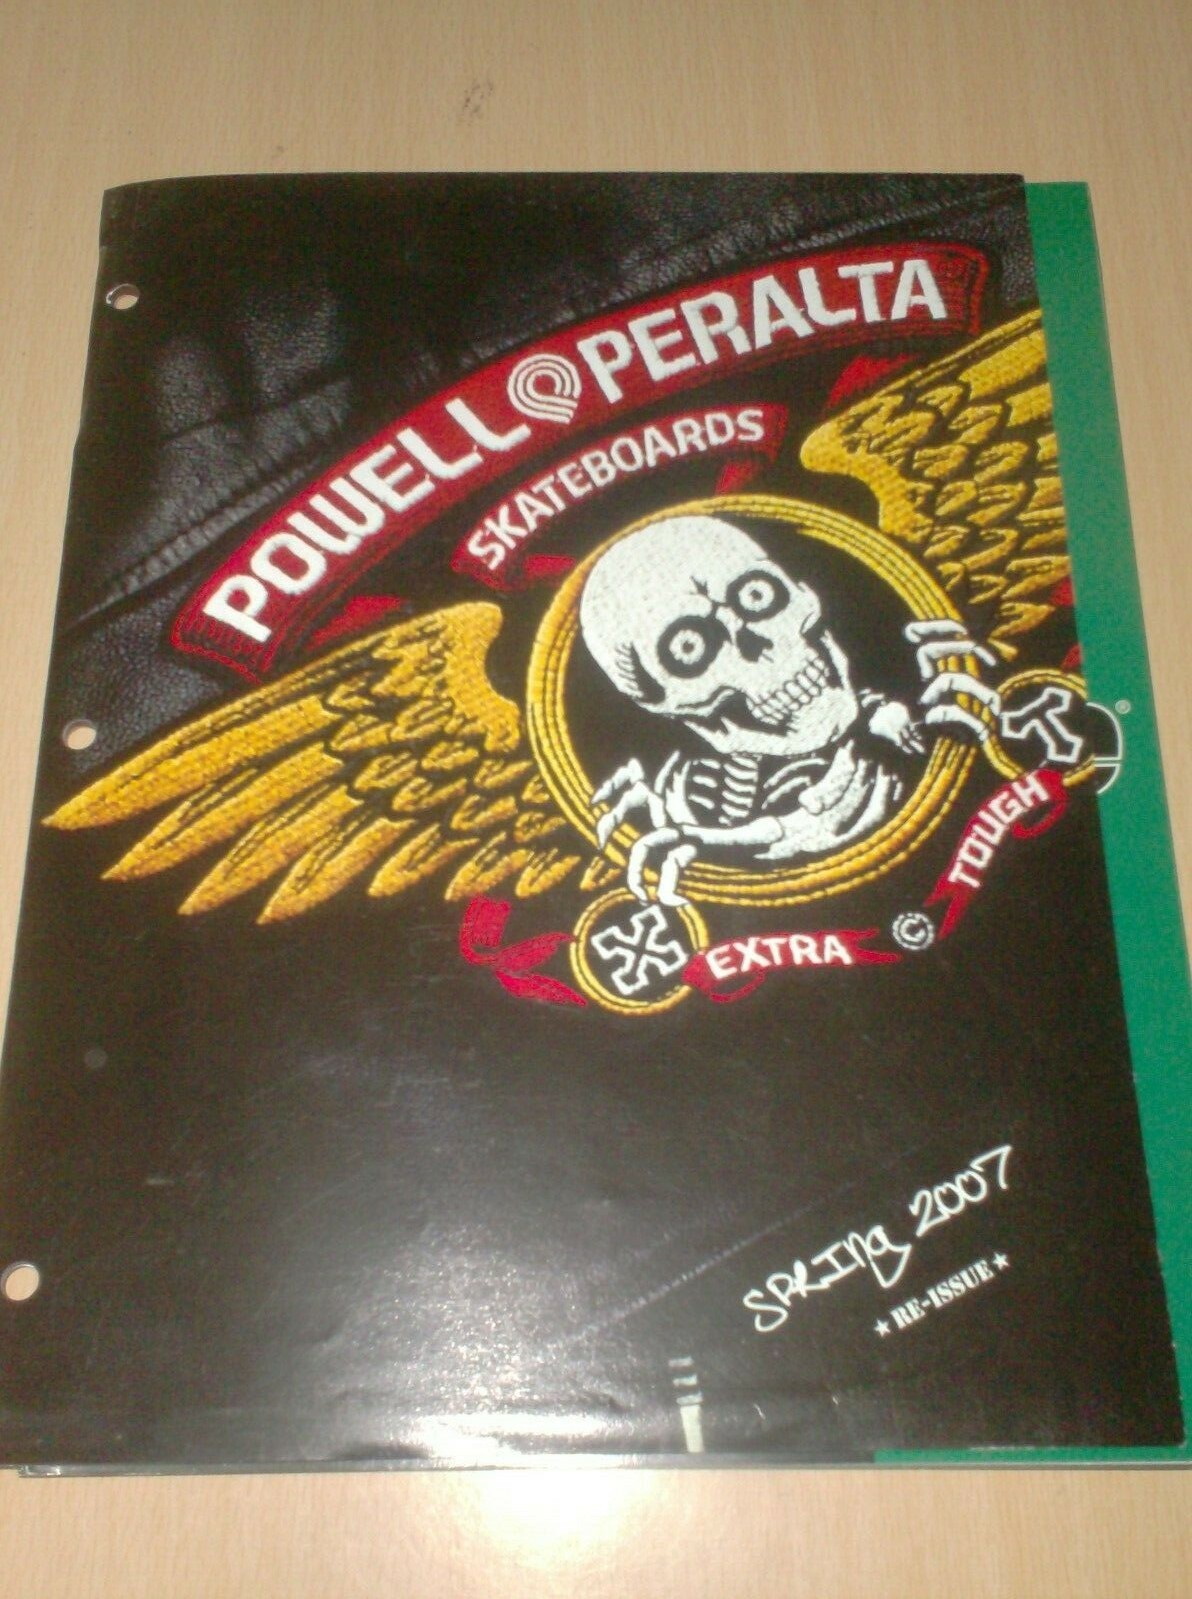 POWELL PERALTA
SKATEBOARDS
X
T
®
EXTRA © TOUGH
SPRING 2007
★ RE-ISSUE ★